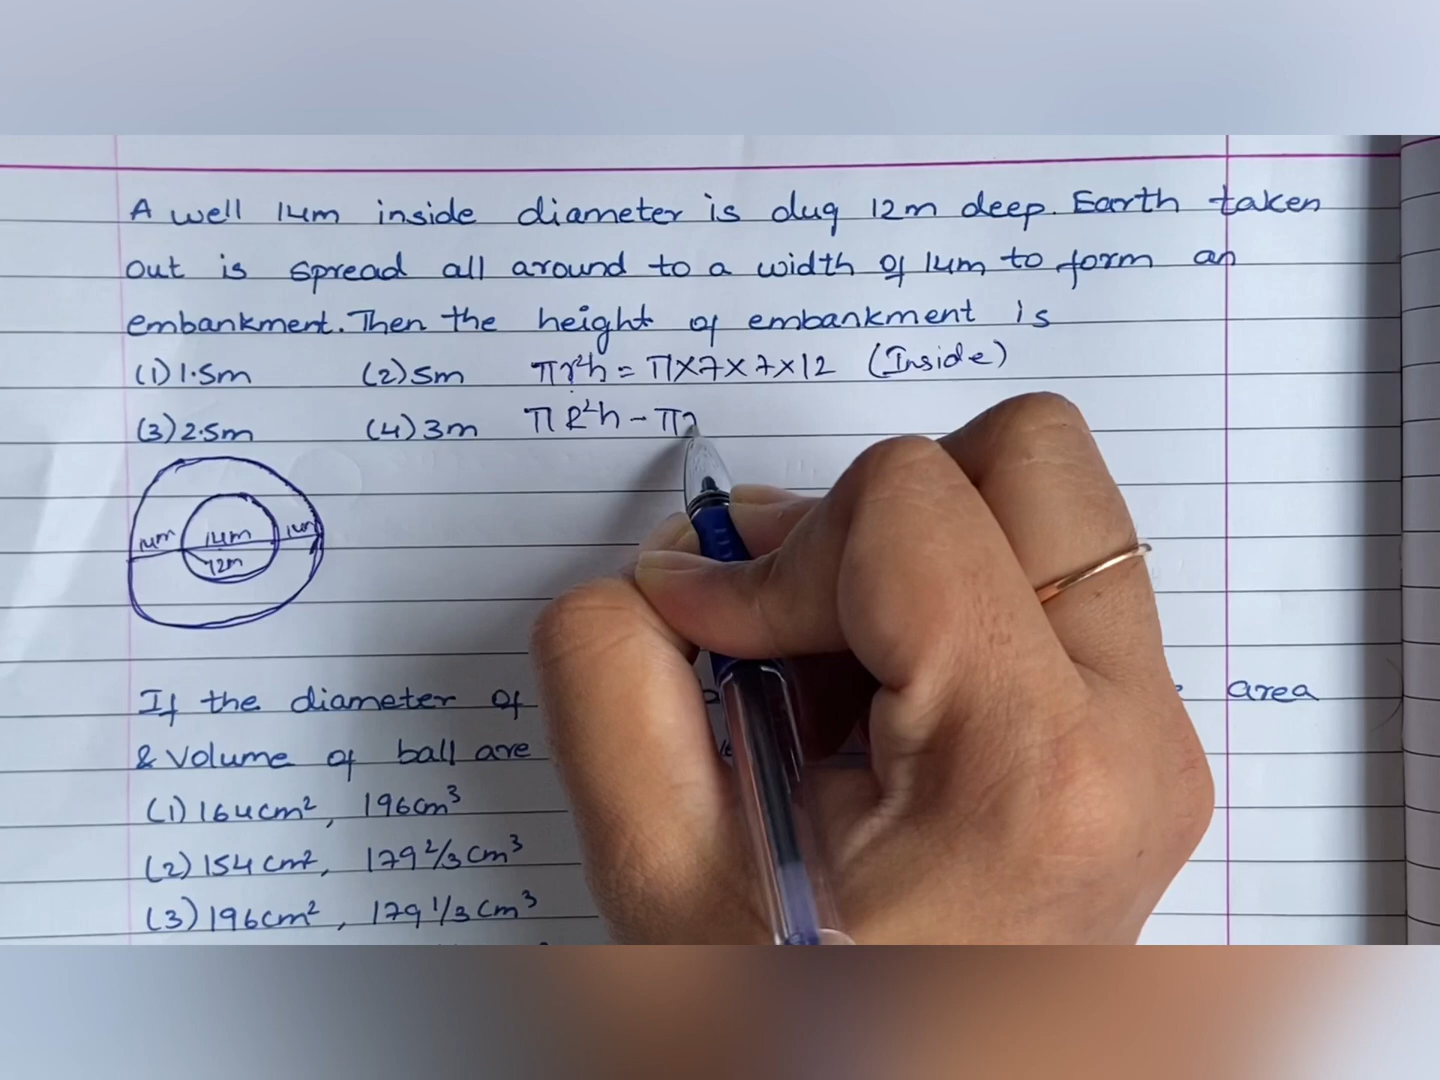 A well 14m inside diameter is dug 12m deep. Earth taken
out is spread all around to a width of 14m to form an
embankment. Then the height of embankment is
(1) 1.5m (2) 5m πr²h = π×7×7×12 (Inside)
(3) 2.5m (4) 3m πR²h - π
14m 14m 14m
12m
If the diameter of area
& Volume of ball are
(1) 164cm², 196cm³
(2) 154cm², 179 2/3 cm³
(3) 196cm², 179 1/3 cm³